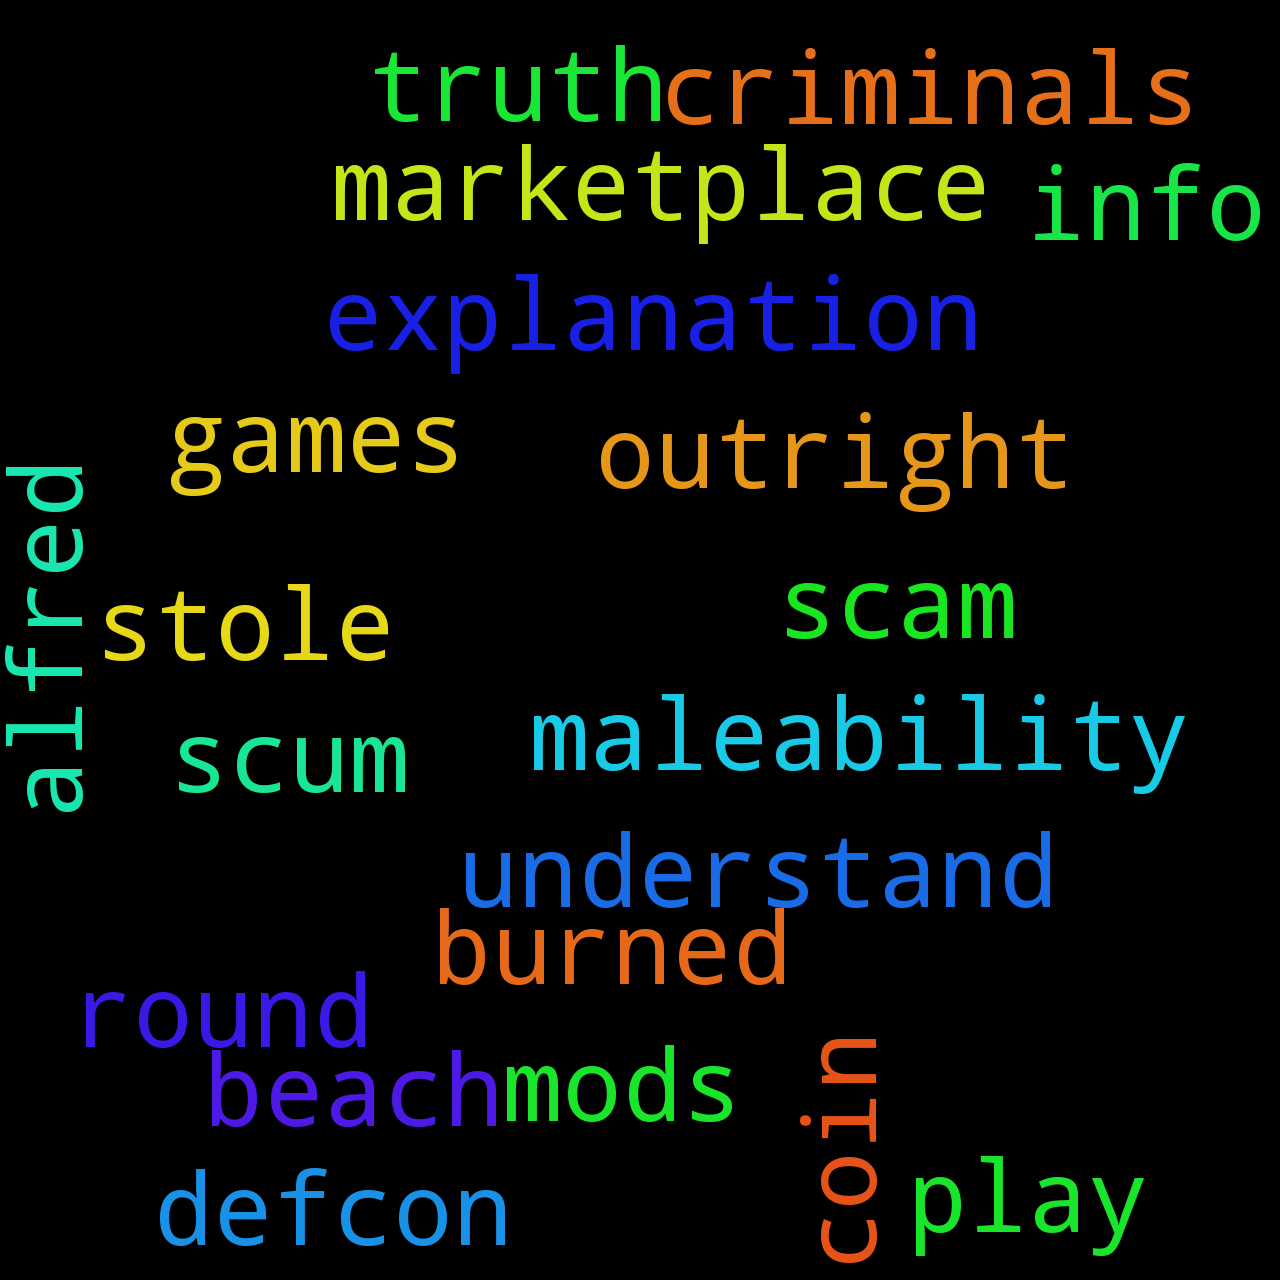 truth criminals
marketplace info
explanation
games outright
alfred
stole scam
scum maleability
understand
burned
round
beach mods
coin
defcon play